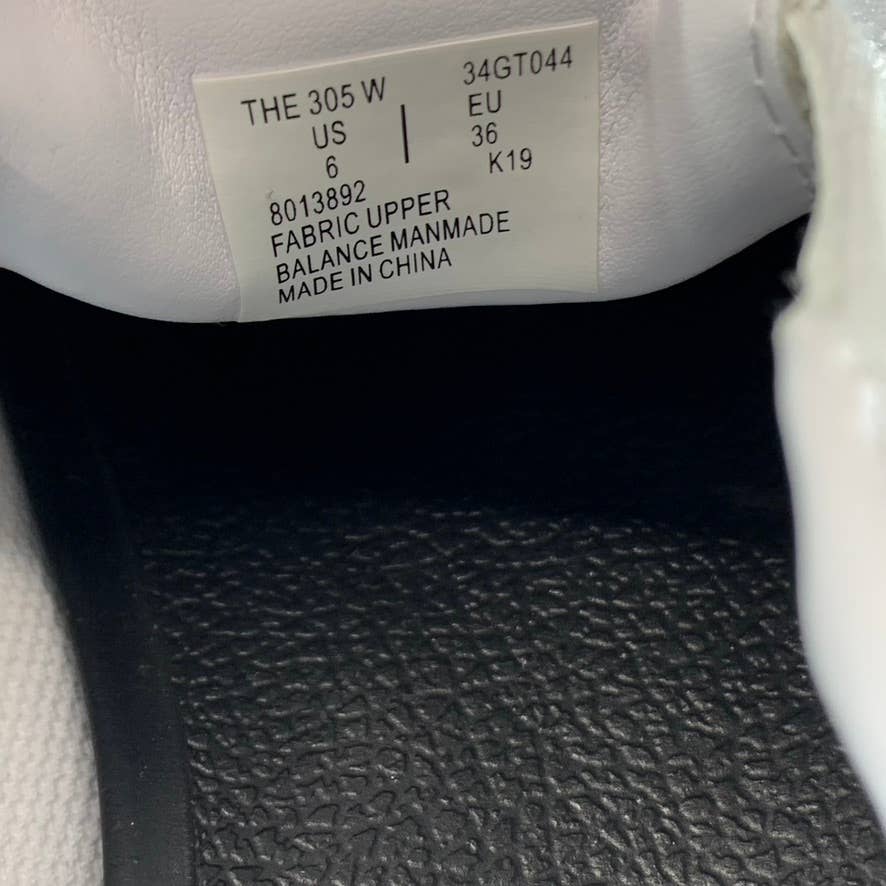 THE 305 W 34GT044
US | EU
6 36
K19
8013892
FABRIC UPPER
BALANCE MANMADE
MADE IN CHINA